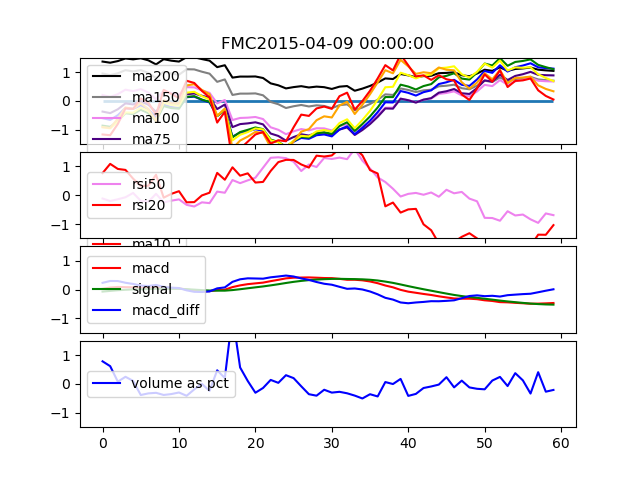 FMC2015-04-09 00:00:00
1
0
−1
ma200
ma150
ma100
ma75
1
0
−1
rsi50
rsi20
ma10
1
0
−1
macd
signal
macd_diff
1
0
−1
volume as pct
0 10 20 30 40 50 60